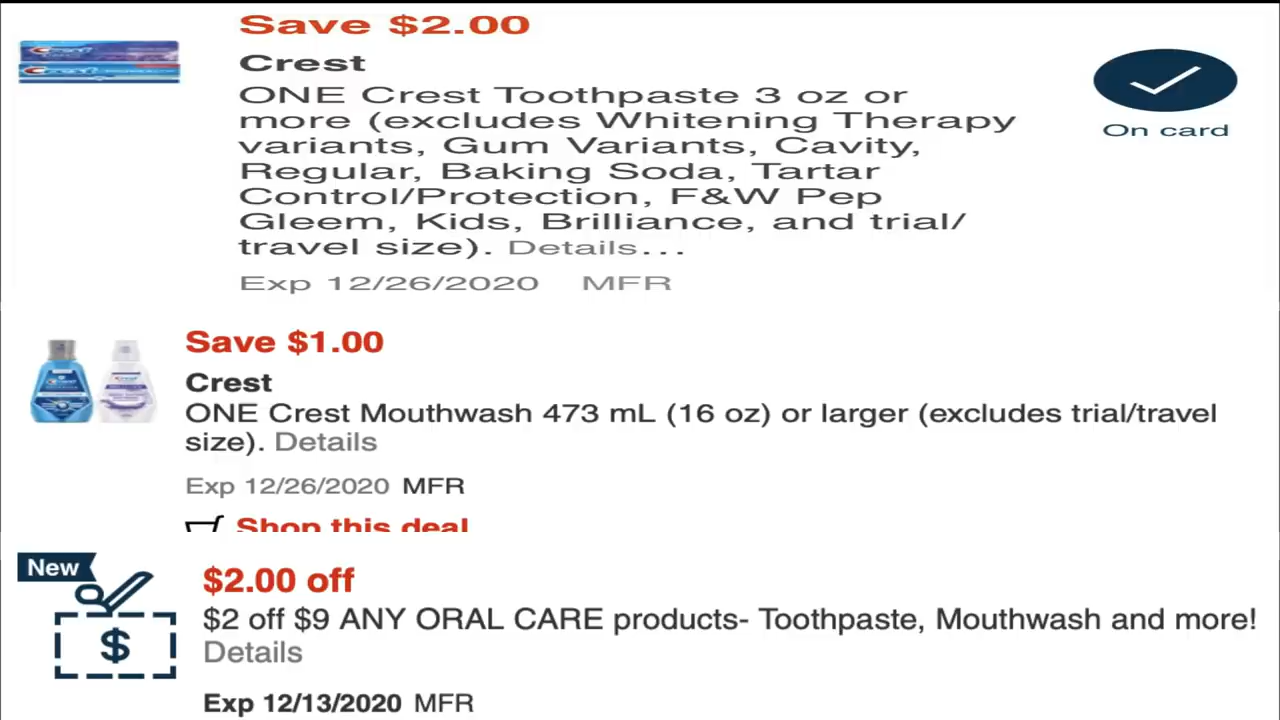 Save $2.00
Crest
ONE Crest Toothpaste 3 oz or
more (excludes Whitening Therapy
variants, Gum Variants, Cavity,
Regular, Baking Soda, Tartar
Control/Protection, F&W Pep
Gleem, Kids, Brilliance, and trial/
travel size). Details...
Exp 12/26/2020 MFR
On card
Save $1.00
Crest
ONE Crest Mouthwash 473 mL (16 oz) or larger (excludes trial/travel
size). Details
Exp 12/26/2020 MFR
Shop this deal
New
$2.00 off
$2 off $9 ANY ORAL CARE products- Toothpaste, Mouthwash and more!
Details
$
Exp 12/13/2020 MFR